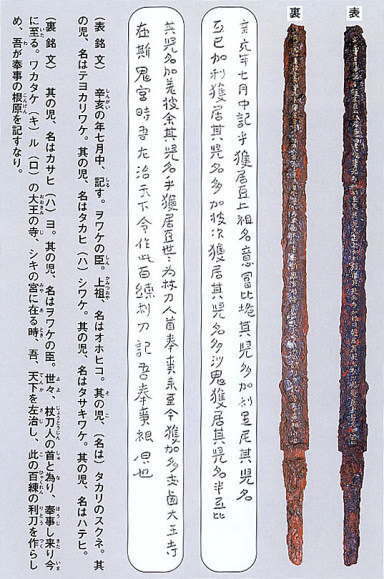 表
裏
辛亥年七月中記乎獲居臣上祖名意冨比垝其児多加利足尼其児名
弖已加利獲居其児名多加披次獲居其児名多沙鬼獲居其児名半弖比
其児名加差披余其児名乎獲居臣世々為杖刀人首奉事来至今獲加多支鹵大王寺
在斯鬼宮時吾左治天下令作此百練利刀記吾奉事根原也
（表 銘 文） 辛亥の年七月中、記す。ヲワケの臣。上祖、名はオホヒコ。其の児、（名は）タカリのスクネ。其
の児、名はテヨカリワケ。其の児、名はタカヒ（ハ）シワケ。其の児、名はタサキワケ。其の児、名はハテヒ。
（裏 銘 文） 其の児、名はカサヒ（ハ）ヨ。其の児、名はヲワケの臣。世々、杖刀人の首と為り、奉事し来り今
に至る。ワカタケ（キ）ル（ロ）の大王の寺、シキの宮に在る時、吾、天下を左治し、此の百練の利刀を作らし
め、吾が奉事の根原を記すなり。